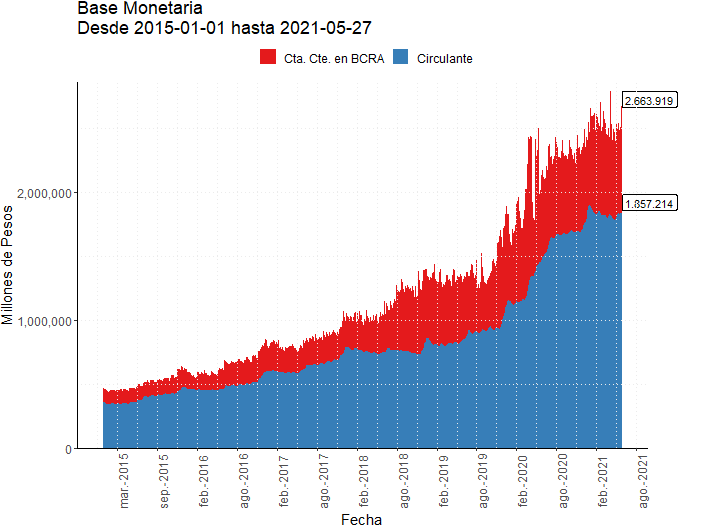 Base Monetaria
Desde 2015-01-01 hasta 2021-05-27
Cta. Cte. en BCRA
Circulante
Millones de Pesos
2,000,000
1,000,000
0
2.663.919
1.857.214
mar.-2015
sep.-2015
feb.-2016
ago.-2016
feb.-2017
ago.-2017
feb.-2018
ago.-2018
feb.-2019
ago.-2019
feb.-2020
ago.-2020
feb.-2021
ago.-2021
Fecha